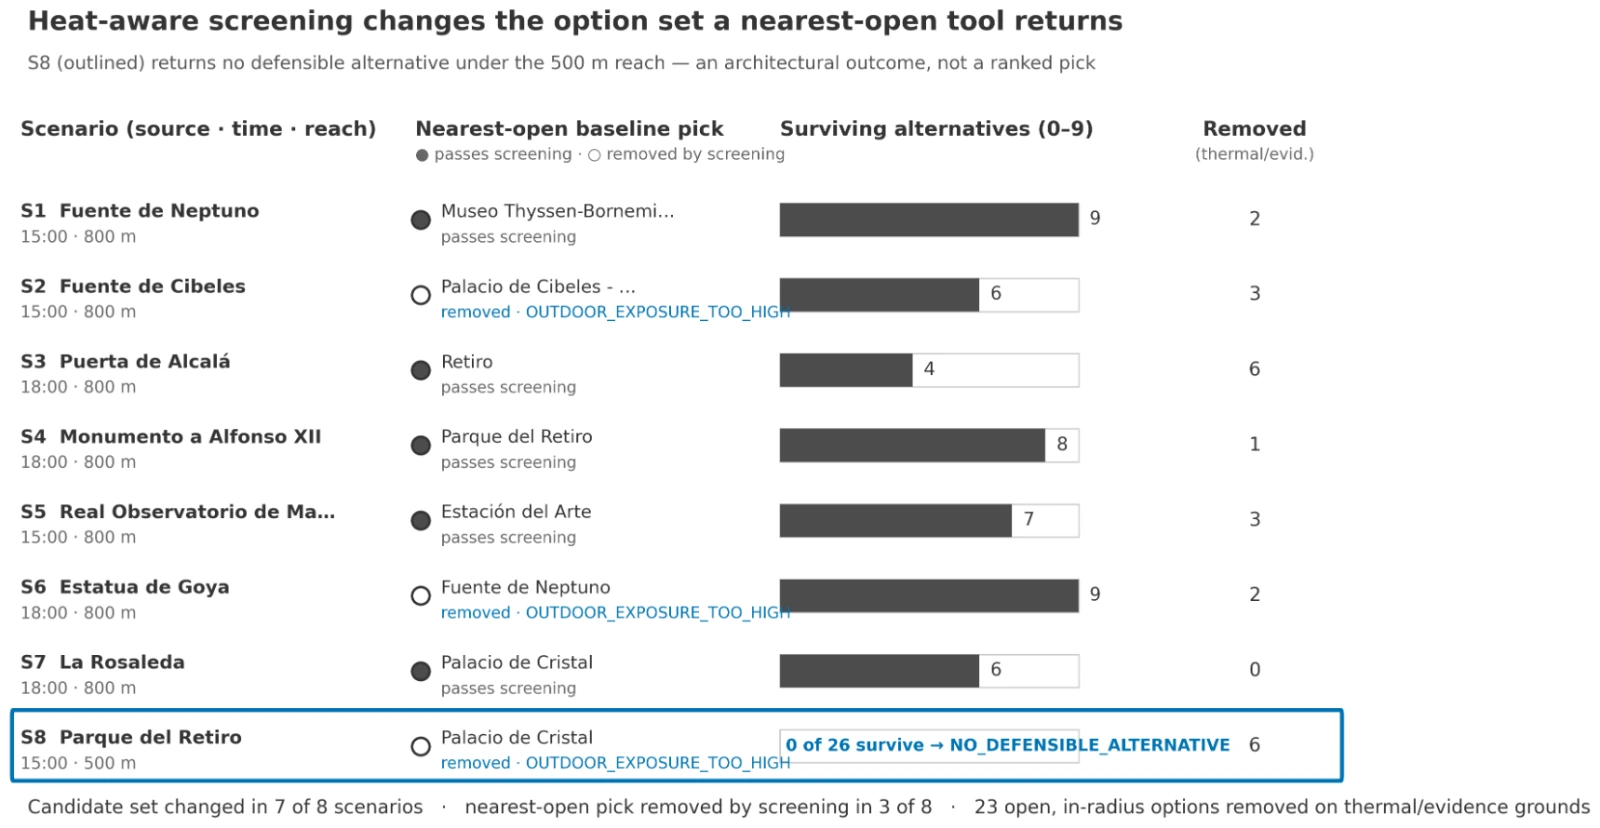 Heat-aware screening changes the option set a nearest-open tool returns
S8 (outlined) returns no defensible alternative under the 500 m reach — an architectural outcome, not a ranked pick
Scenario (source · time · reach) Nearest-open baseline pick Surviving alternatives (0–9) Removed
● passes screening · ○ removed by screening (thermal/evid.)
S1 Fuente de Neptuno Museo Thyssen-Bornemi... 9 2
15:00 · 800 m passes screening
S2 Fuente de Cibeles Palacio de Cibeles - ... 6 3
15:00 · 800 m removed · OUTDOOR_EXPOSURE_TOO_HIGH
S3 Puerta de Alcalá Retiro 4 6
18:00 · 800 m passes screening
S4 Monumento a Alfonso XII Parque del Retiro 8 1
18:00 · 800 m passes screening
S5 Real Observatorio de Ma... Estación del Arte 7 3
15:00 · 800 m passes screening
S6 Estatua de Goya Fuente de Neptuno 9 2
18:00 · 800 m removed · OUTDOOR_EXPOSURE_TOO_HIGH
S7 La Rosaleda Palacio de Cristal 6 0
18:00 · 800 m passes screening
S8 Parque del Retiro Palacio de Cristal 0 of 26 survive → NO_DEFENSIBLE_ALTERNATIVE 6
15:00 · 500 m removed · OUTDOOR_EXPOSURE_TOO_HIGH
Candidate set changed in 7 of 8 scenarios · nearest-open pick removed by screening in 3 of 8 · 23 open, in-radius options removed on thermal/evidence grounds